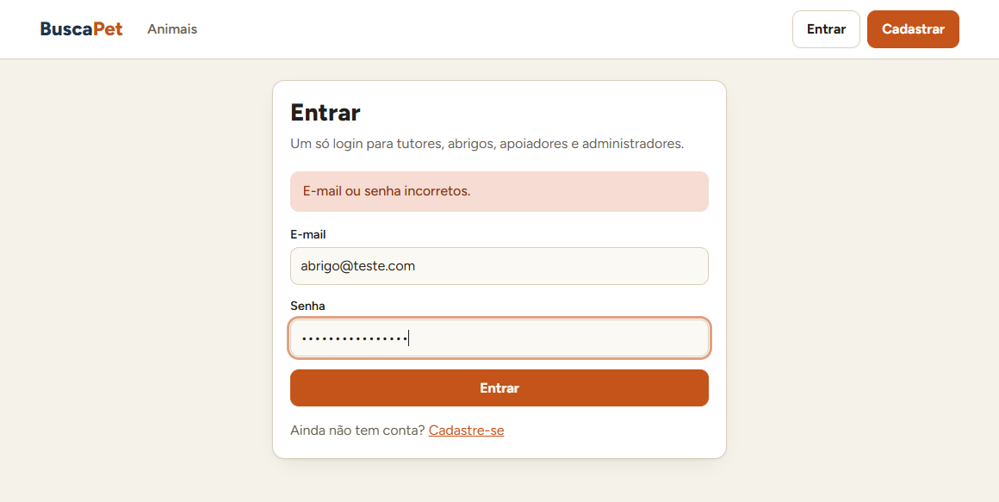 BuscaPet Animais Entrar Cadastrar
Entrar
Um só login para tutores, abrigos, apoiadores e administradores.
E-mail ou senha incorretos.
E-mail
abrigo@teste.com
Senha
••••••••••••••••
Entrar
Ainda não tem conta? Cadastre-se